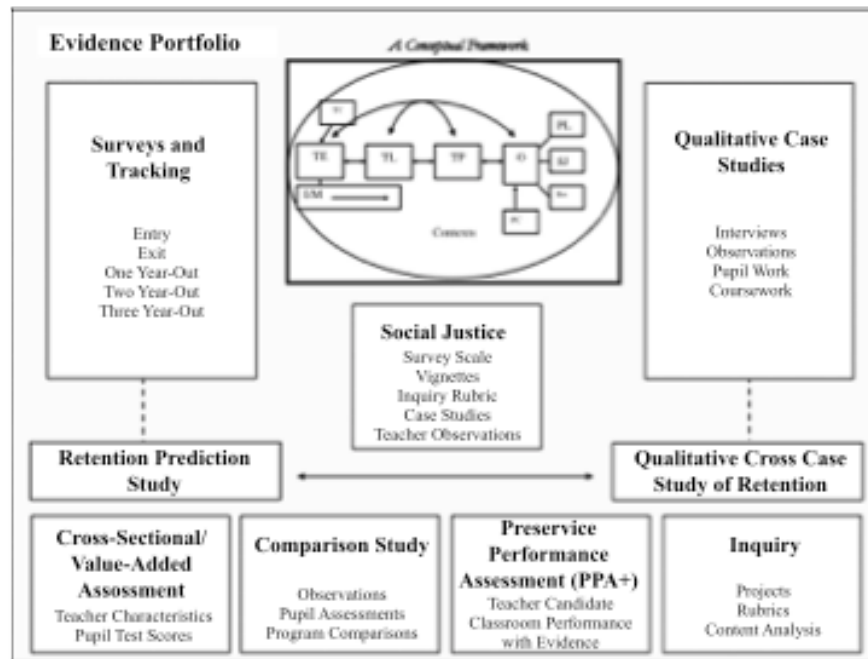 Evidence Portfolio
A Conceptual Framework
TE
TL
TP
O
PL
Contexts
Surveys and
Tracking
Entry
Exit
One Year-Out
Two Year-Out
Three Year-Out
Qualitative Case
Studies
Interviews
Observations
Pupil Work
Coursework
Social Justice
Survey Scale
Vignettes
Inquiry Rubric
Case Studies
Teacher Observations
Retention Prediction
Study
Qualitative Cross Case
Study of Retention
Cross-Sectional/
Value-Added
Assossment
Teacher Characteristics
Pupil Test Scores
Comparison Study
Observations
Pupil Assessments
Program Comparisons
Preservice
Performance
Assessment (PPA+)
Teacher Candidate
Classroom Performance
with Evidence
Inquiry
Projects
Rubrics
Content Analysis